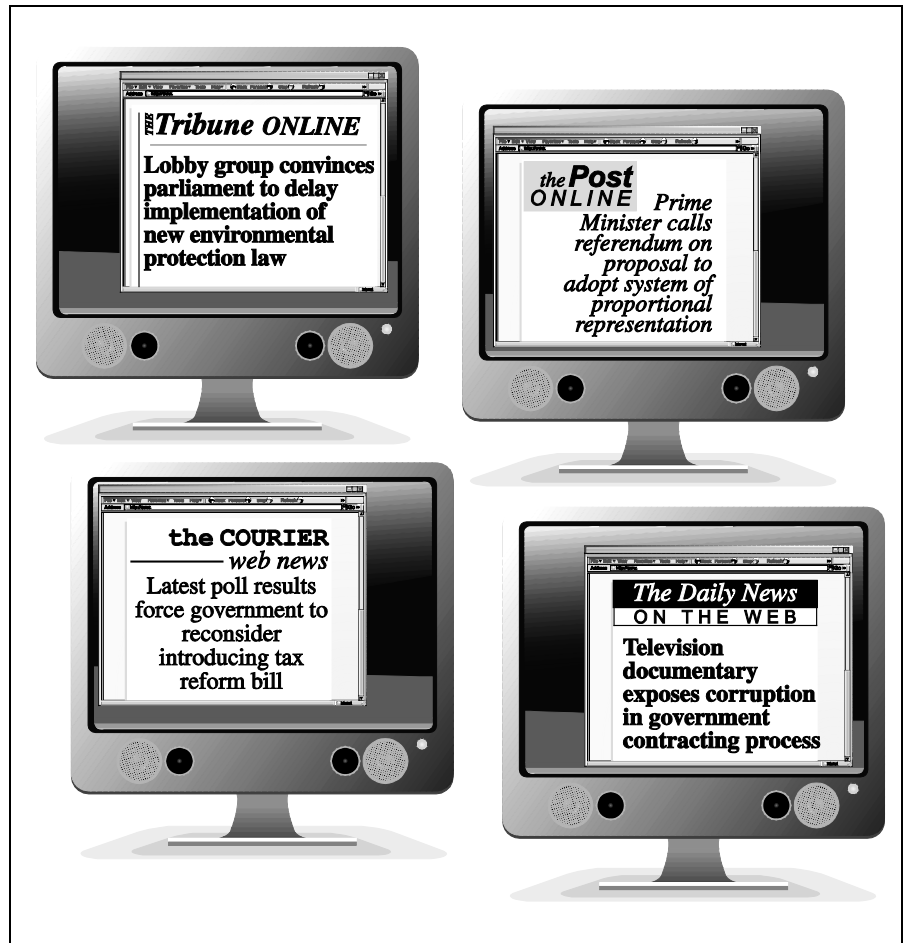 THE Tribune ONLINE
Lobby group convinces
parliament to delay
implementation of
new environmental
protection law
the Post
ONLINE
Prime
Minister calls
referendum on
proposal to
adopt system of
proportional
representation
the COURIER
web news
Latest poll results
force government to
reconsider
introducing tax
reform bill
The Daily News
ON THE WEB
Television
documentary
exposes corruption
in government
contracting process